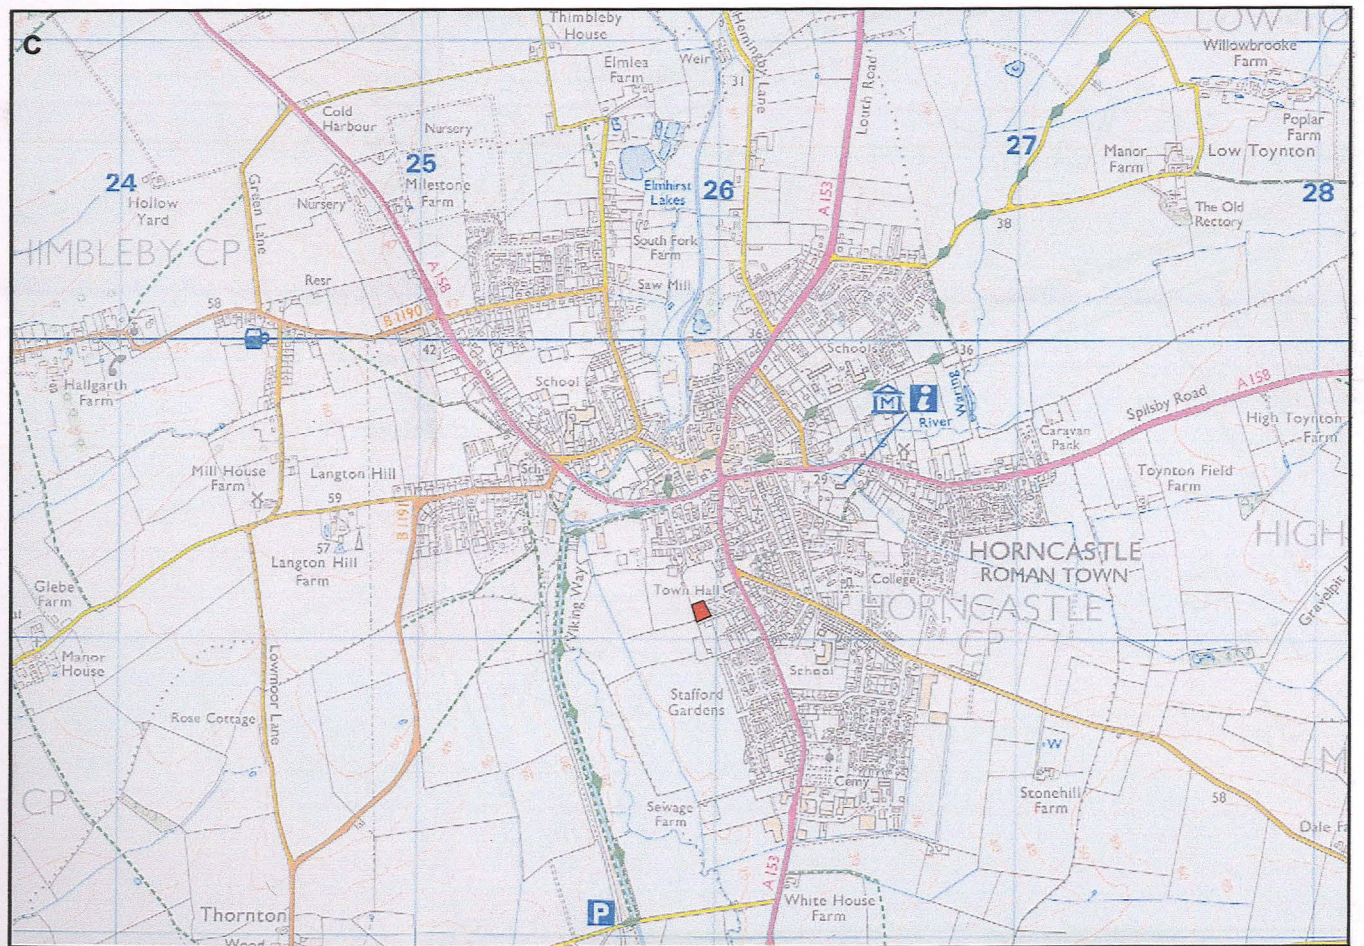 C
Thimbleby
House
Weir
Hemingby Lane
31
Louth Road
LOW TO
Willowbrooke
Farm
Elmlea
Farm
Cold
Harbour
Nursery
Poplar
Farm
Manor
Farm
Low Toynton
27
25
Milestone
Farm
24
Hollow
Yard
Green Lane
Nursery
Elmhirst
Lakes
26
A 153
28
The Old
Rectory
38
HIMBLEBY CP
47
South Fork
Farm
Resr
A 158
Saw Mill
58
B 1190
42
36
Schools
36
Hallgarth
Farm
School
M
i
River
Waring
Spilsby Road
A 158
High Toynton
Farm
Caravan
Park
Mill House
Farm
Langton Hill
Sch
29
Toynton Field
Farm
59
B 1191
57
Langton Hill
Farm
HORNCASTLE
ROMAN TOWN
HIGH
Glebe
Farm
Viking Way
Town Hall
College
HORNCASTLE
CP
Gravelpit
Manor
House
Lowmoor Lane
School
Rose Cottage
Stafford
Gardens
W
M
Cemy
CP
Sewage
Farm
Stonehill
Farm
58
Dale Fa
A 153
P
White House
Farm
Thornton
Wood